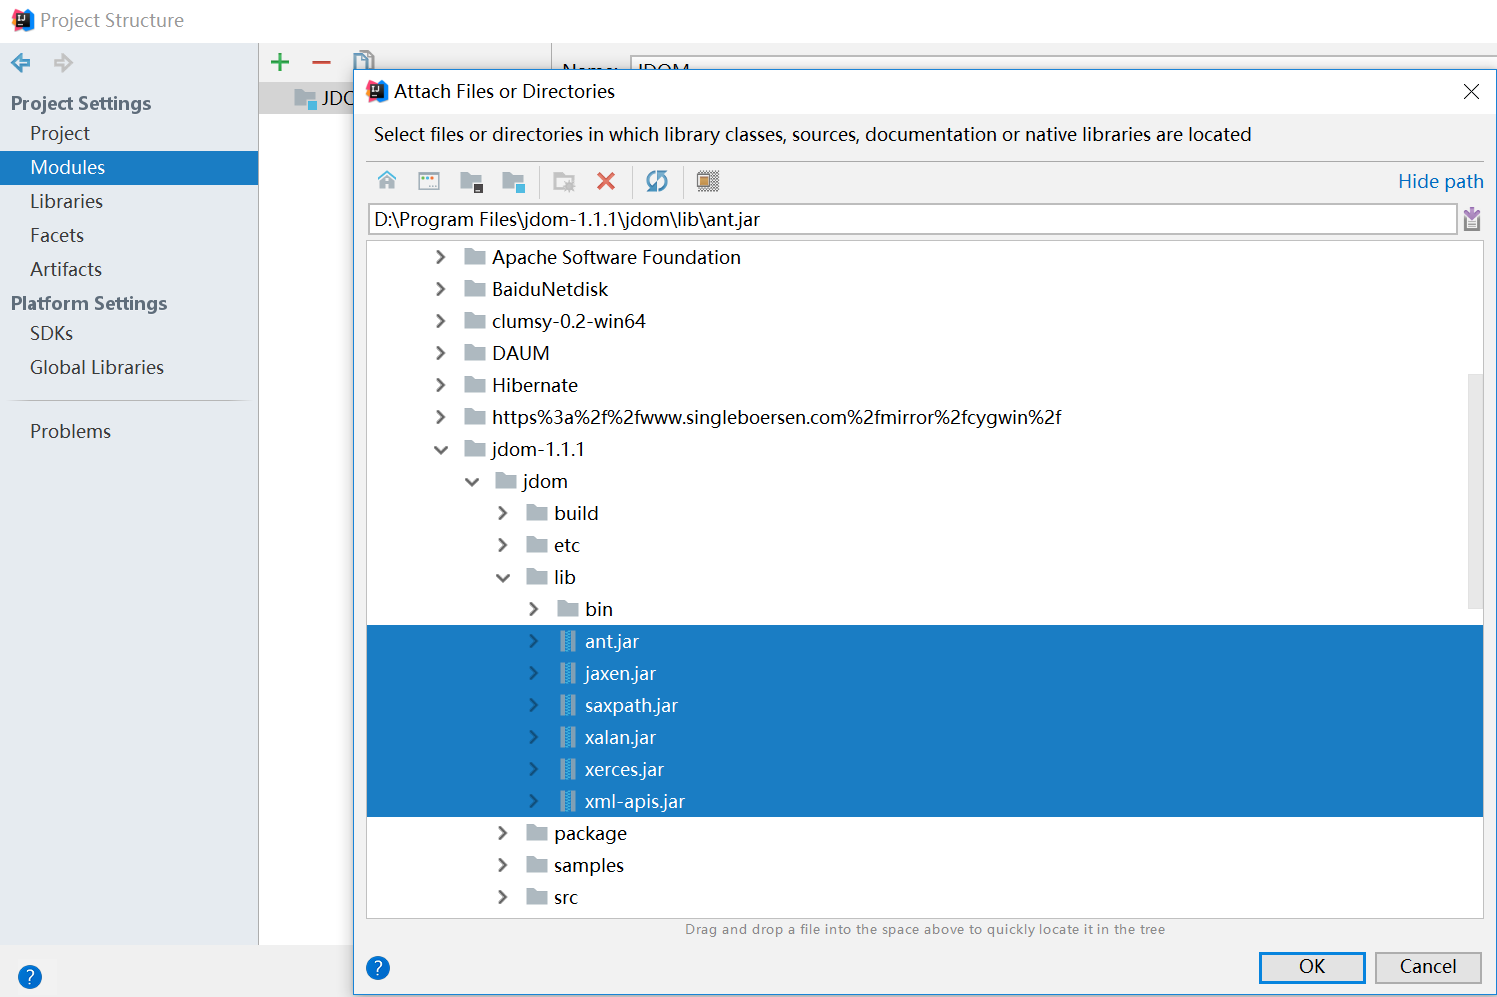 Project Structure
Project Settings
Project
Modules
Libraries
Facets
Artifacts
Platform Settings
SDKs
Global Libraries
Problems
Attach Files or Directories
Select files or directories in which library classes, sources, documentation or native libraries are located
Hide path
D:\Program Files\jdom-1.1.1\jdom\lib\ant.jar
Apache Software Foundation
BaiduNetdisk
clumsy-0.2-win64
DAUM
Hibernate
https%3a%2f%2fwww.singleboersen.com%2fmirror%2fcygwin%2f
jdom-1.1.1
jdom
build
etc
lib
bin
ant.jar
jaxen.jar
saxpath.jar
xalan.jar
xerces.jar
xml-apis.jar
package
samples
src
Drag and drop a file into the space above to quickly locate it in the tree
OK Cancel